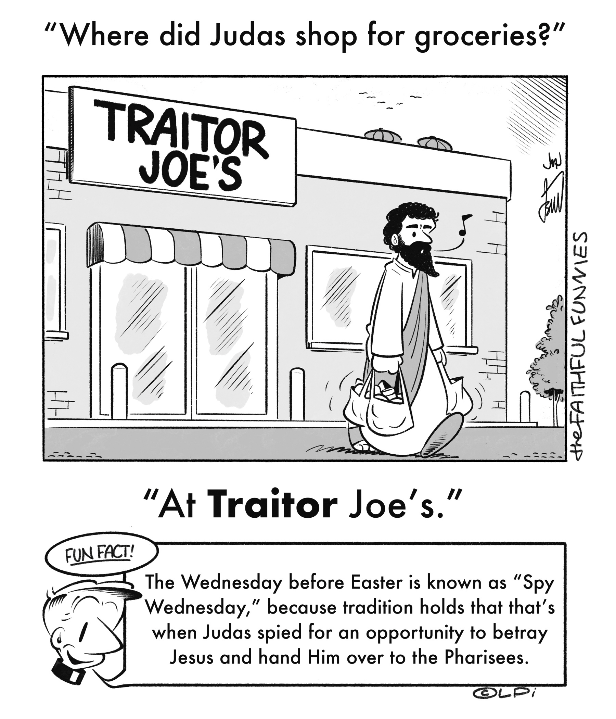 “Where did Judas shop for groceries?”
TRAITOR
JOE'S
the FAITHFUL FUNNIES
“At Traitor Joe’s.”
FUN FACT!
The Wednesday before Easter is known as “Spy
Wednesday,” because tradition holds that that’s
when Judas spied for an opportunity to betray
Jesus and hand Him over to the Pharisees.
©LPi